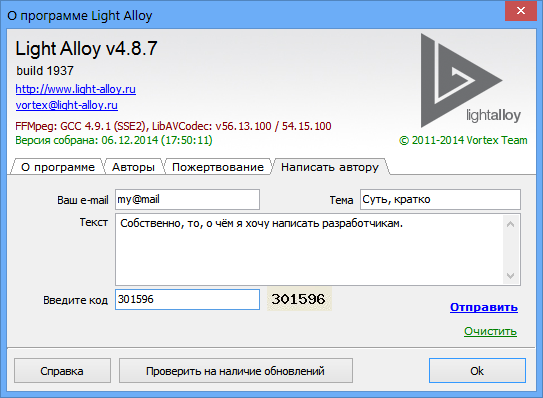 О программе Light Alloy
Light Alloy v4.8.7
build 1937
http://www.light-alloy.ru
vortex@light-alloy.ru
lightalloy
FFMpeg: GCC 4.9.1 (SSE2), LibAVCodec: v56.13.100 / 54.15.100
Версия собрана: 06.12.2014 (17:50:11)
© 2011-2014 Vortex Team
О программе Авторы Пожертвование Написать автору
Ваш e-mail my@mail Тема Суть, кратко
Текст Собственно, то, о чём я хочу написать разработчикам.
Введите код 301596 301596
Отправить
Очистить
Справка Проверить на наличие обновлений Ok